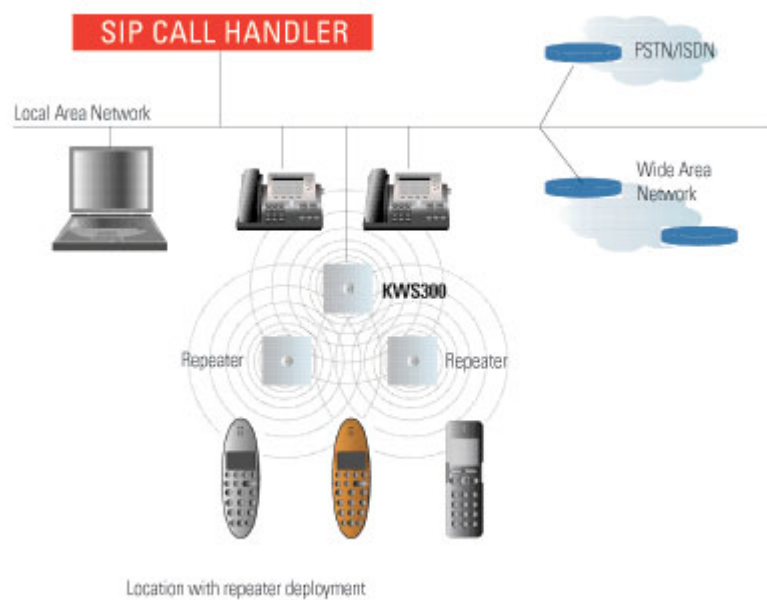 SIP CALL HANDLER
PSTN/ISDN
Local Area Network
Wide Area
Network
KWS300
Repeater
Repeater
Location with repeater deployment